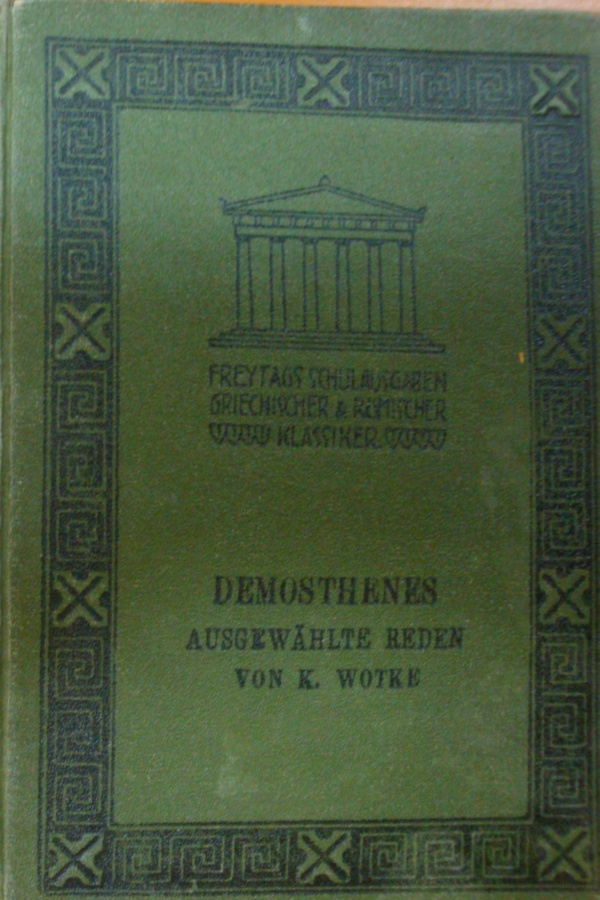 FREYTAGS SCHULAUSGABEN
GRIECHISCHER & RÖMISCHER
KLASSIKER
DEMOSTHENES
AUSGEWÄHLTE REDEN
VON K. WOTKE